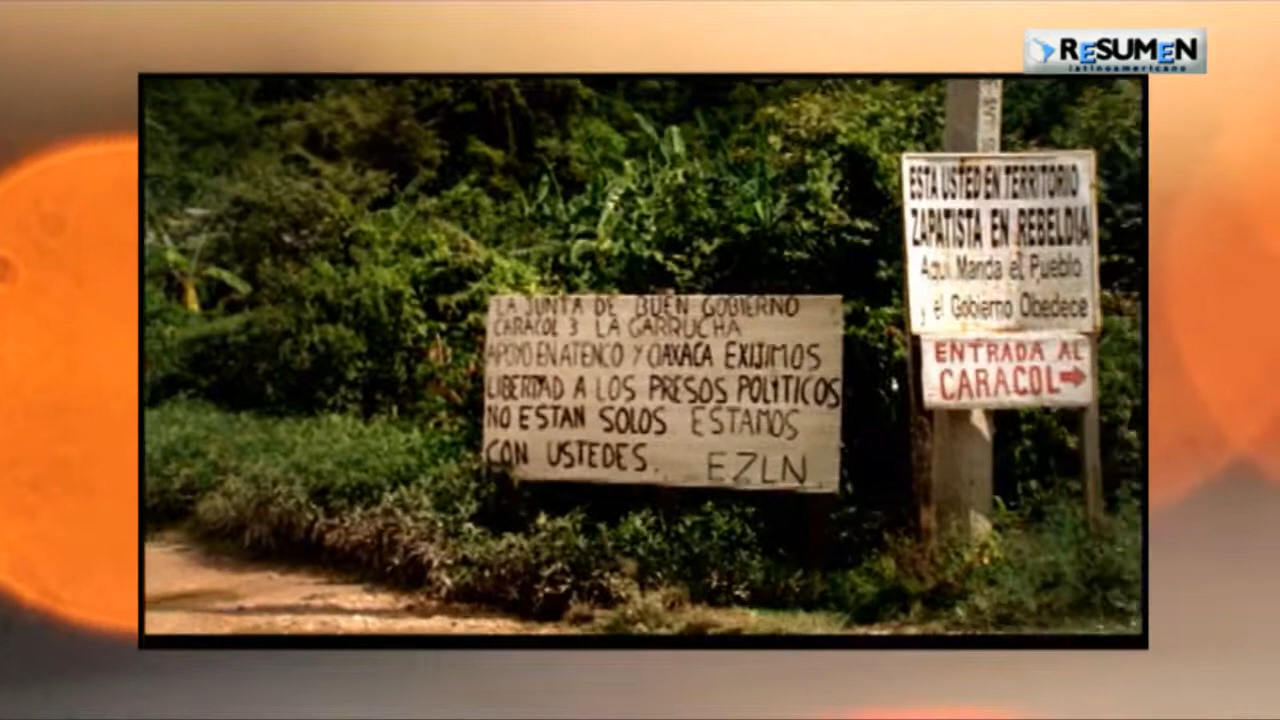 RESUMEN
latinoamericano
LA JUNTA DE BUEN GOBIERNO
CARACOL 3 LA GARRUCHA
APOYO EN ATENCO Y OAXACA EXIJIMOS
LIBERTAD A LOS PRESOS POLYTICOS
NO ESTAN SOLOS ESTAMOS
CON USTEDES. EZLN
ESTA USTED EN TERRITORIO
ZAPATISTA EN REBELDIA
Aqui Manda el Pueblo
y el Gobierno Obedece
ENTRADA AL
CARACOL